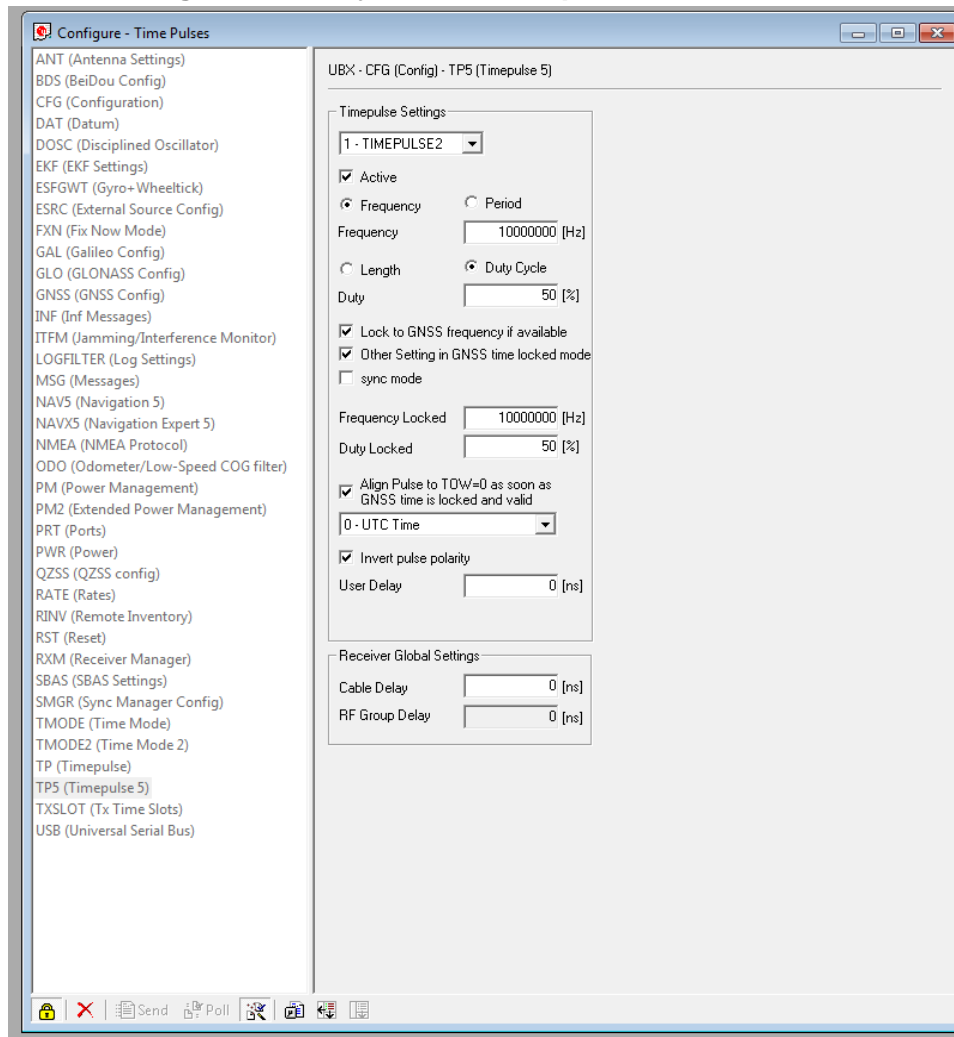 Configure - Time Pulses
ANT (Antenna Settings)
BDS (BeiDou Config)
CFG (Configuration)
DAT (Datum)
DOSC (Disciplined Oscillator)
EKF (EKF Settings)
ESFGWT (Gyro+Wheeltick)
ESRC (External Source Config)
FXN (Fix Now Mode)
GAL (Galileo Config)
GLO (GLONASS Config)
GNSS (GNSS Config)
INF (Inf Messages)
ITFM (Jamming/Interference Monitor)
LOGFILTER (Log Settings)
MSG (Messages)
NAV5 (Navigation 5)
NAVX5 (Navigation Expert 5)
NMEA (NMEA Protocol)
ODO (Odometer/Low-Speed COG filter)
PM (Power Management)
PM2 (Extended Power Management)
PRT (Ports)
PWR (Power)
QZSS (QZSS config)
RATE (Rates)
RINV (Remote Inventory)
RST (Reset)
RXM (Receiver Manager)
SBAS (SBAS Settings)
SMGR (Sync Manager Config)
TMODE (Time Mode)
TMODE2 (Time Mode 2)
TP (Timepulse)
TP5 (Timepulse 5)
TXSLOT (Tx Time Slots)
USB (Universal Serial Bus)
UBX - CFG (Config) - TP5 (Timepulse 5)
Timepulse Settings
1 - TIMEPULSE2
Active
Frequency Period
Frequency 10000000 [Hz]
Length Duty Cycle
Duty 50 [%]
Lock to GNSS frequency if available
Other Setting in GNSS time locked mode
sync mode
Frequency Locked 10000000 [Hz]
Duty Locked 50 [%]
Align Pulse to TOW=0 as soon as
GNSS time is locked and valid
0 - UTC Time
Invert pulse polarity
User Delay 0 [ns]
Receiver Global Settings
Cable Delay 0 [ns]
RF Group Delay 0 [ns]
Send Poll